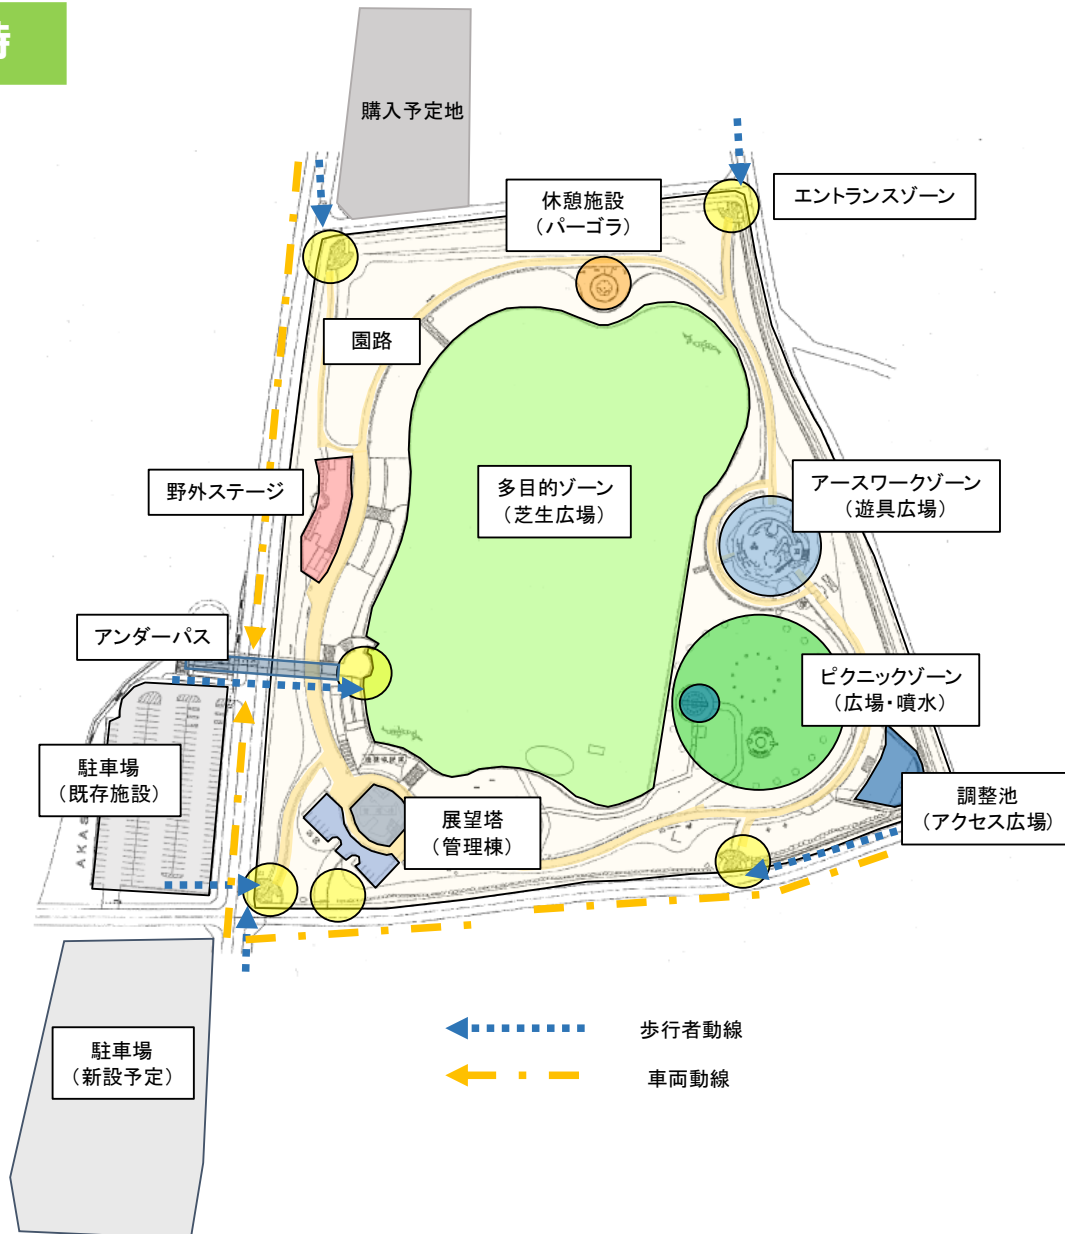 時
購入予定地
休憩施設
（パーゴラ）
エントランスゾーン
園路
野外ステージ
多目的ゾーン
（芝生広場）
アースワークゾーン
（遊具広場）
アンダーパス
ピクニックゾーン
（広場・噴水）
駐車場
（既存施設）
展望塔
（管理棟）
調整池
（アクセス広場）
AKAS
駐車場
（新設予定）
歩行者動線
車両動線